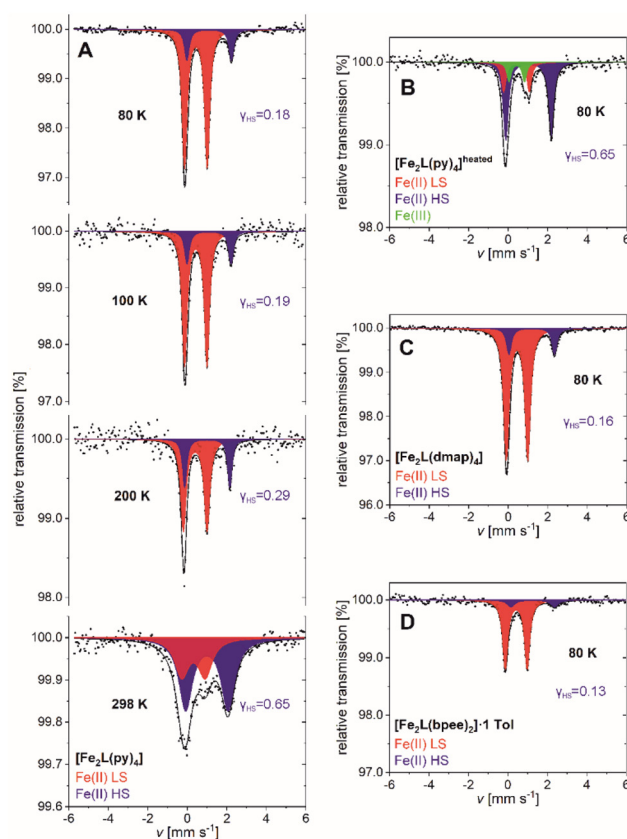 A
100.0
99.0
98.0
97.0
80 K
γHS=0.18
100.0
99.0
98.0
97.0
100 K
γHS=0.19
100.0
99.0
98.0
200 K
γHS=0.29
100.0
99.9
99.8
99.7
99.6
298 K
γHS=0.65
[Fe2L(py)4]
Fe(II) LS
Fe(II) HS
-6 -4 -2 0 2 4 6
v [mm s-1]
relative transmission [%]
B
100.0
99.0
98.0
80 K
γHS=0.65
[Fe2L(py)4]heated
Fe(II) LS
Fe(II) HS
Fe(III)
-6 -4 -2 0 2 4 6
v [mm s-1]
relative transmission [%]
C
100.0
99.0
98.0
97.0
96.0
80 K
γHS=0.16
[Fe2L(dmap)4]
Fe(II) LS
Fe(II) HS
-6 -4 -2 0 2 4 6
v [mm s-1]
relative transmission [%]
D
100.0
99.0
98.0
97.0
80 K
γHS=0.13
[Fe2L(bpee)2]·1 Tol
Fe(II) LS
Fe(II) HS
-6 -4 -2 0 2 4 6
v [mm s-1]
relative transmission [%]